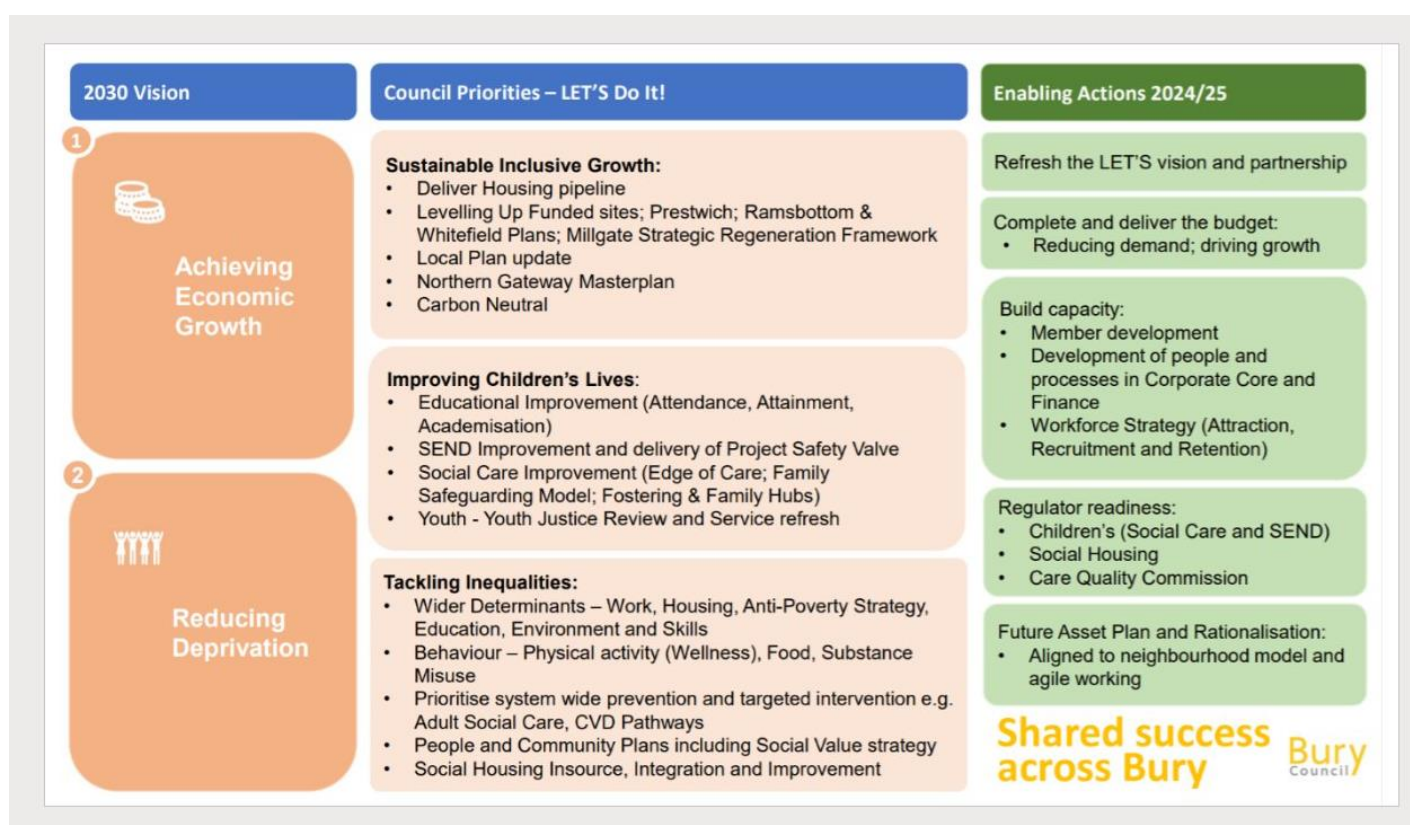 2030 Vision
Council Priorities – LET'S Do It!
Enabling Actions 2024/25
1
Achieving
Economic
Growth
2
Reducing
Deprivation
Sustainable Inclusive Growth:
• Deliver Housing pipeline
• Levelling Up Funded sites; Prestwich; Ramsbottom &
Whitefield Plans; Millgate Strategic Regeneration Framework
• Local Plan update
• Northern Gateway Masterplan
• Carbon Neutral
Improving Children's Lives:
• Educational Improvement (Attendance, Attainment,
Academisation)
• SEND Improvement and delivery of Project Safety Valve
• Social Care Improvement (Edge of Care; Family
Safeguarding Model; Fostering & Family Hubs)
• Youth - Youth Justice Review and Service refresh
Tackling Inequalities:
• Wider Determinants – Work, Housing, Anti-Poverty Strategy,
Education, Environment and Skills
• Behaviour – Physical activity (Wellness), Food, Substance
Misuse
• Prioritise system wide prevention and targeted intervention e.g.
Adult Social Care, CVD Pathways
• People and Community Plans including Social Value strategy
• Social Housing Insource, Integration and Improvement
Refresh the LET'S vision and partnership
Complete and deliver the budget:
• Reducing demand; driving growth
Build capacity:
• Member development
• Development of people and
processes in Corporate Core and
Finance
• Workforce Strategy (Attraction,
Recruitment and Retention)
Regulator readiness:
• Children's (Social Care and SEND)
• Social Housing
• Care Quality Commission
Future Asset Plan and Rationalisation:
• Aligned to neighbourhood model and
agile working
Shared success
across Bury
Bury
Council